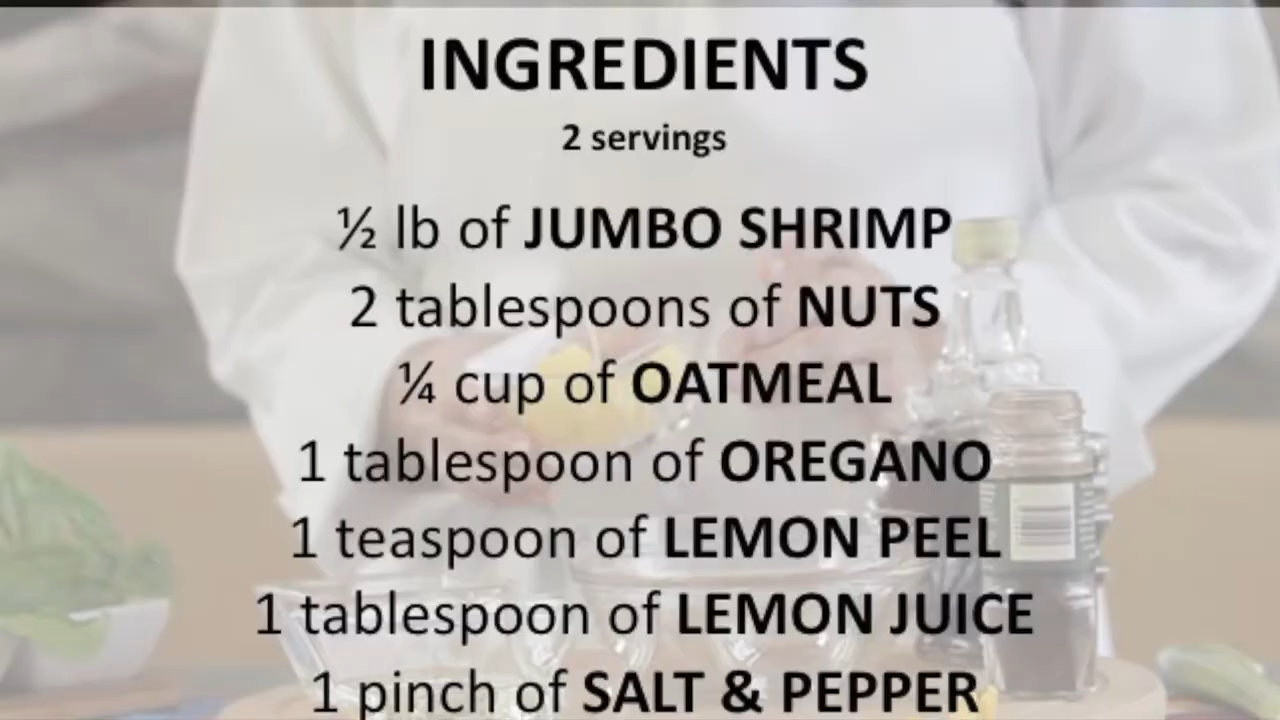 INGREDIENTS
2 servings
½ lb of JUMBO SHRIMP
2 tablespoons of NUTS
¼ cup of OATMEAL
1 tablespoon of OREGANO
1 teaspoon of LEMON PEEL
1 tablespoon of LEMON JUICE
1 pinch of SALT & PEPPER